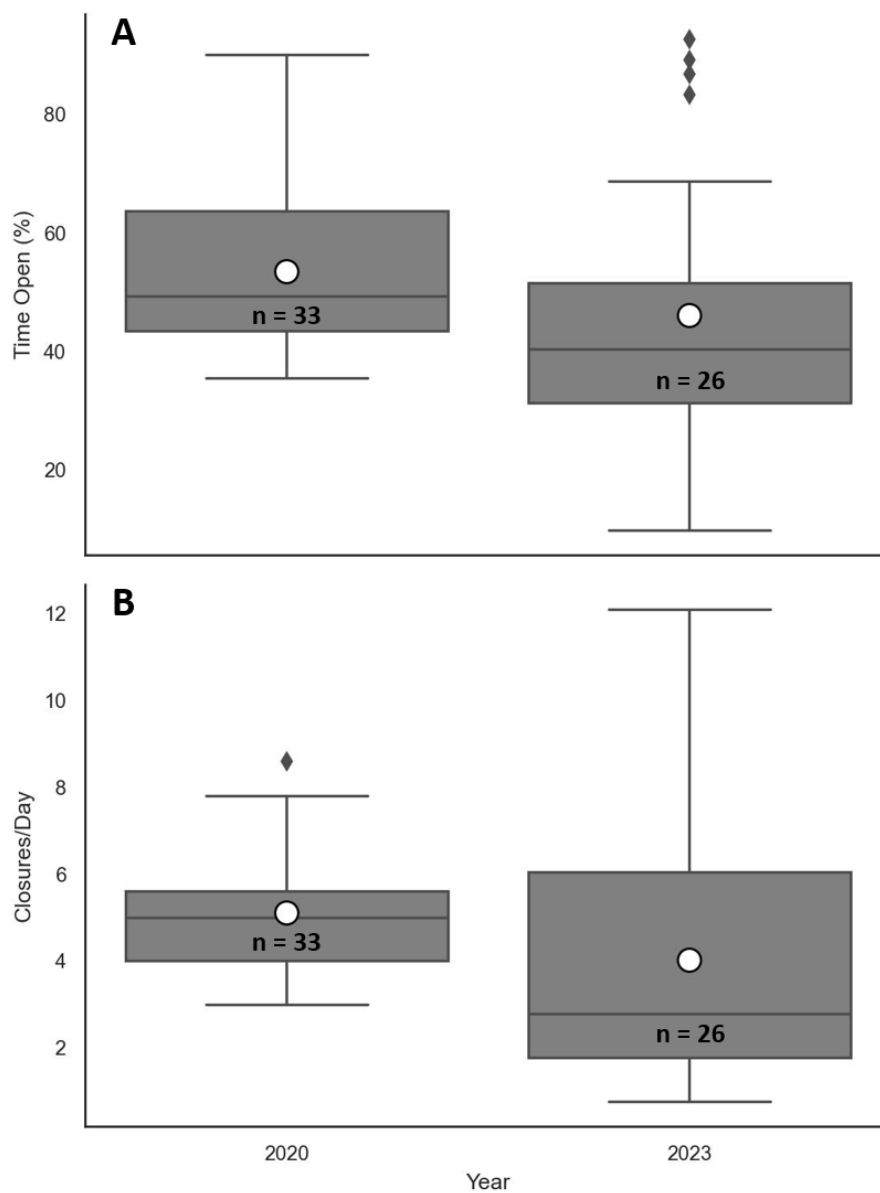 A
80
60
40
20
Time Open (%)
n = 33
n = 26
B
12
10
8
6
4
2
Closures/Day
n = 33
n = 26
2020
2023
Year